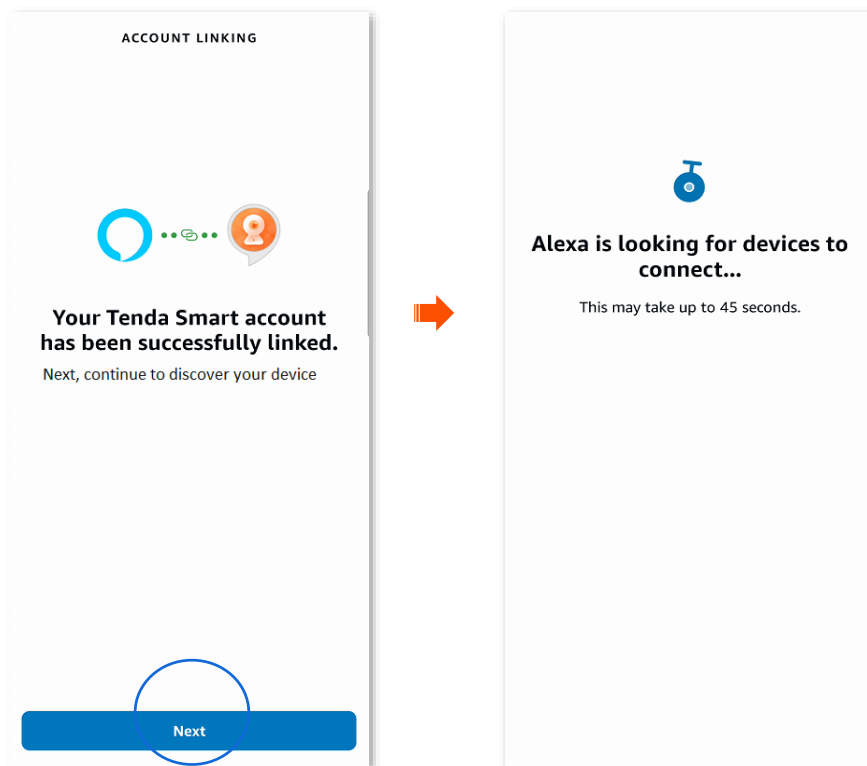 ACCOUNT LINKING
Your Tenda Smart account
has been successfully linked.
Next, continue to discover your device
Next
Alexa is looking for devices to
connect...
This may take up to 45 seconds.